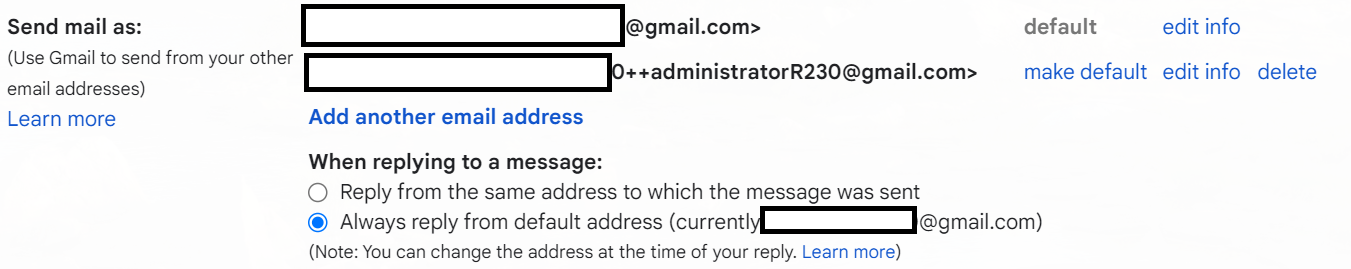 Send mail as: @gmail.com> default edit info
(Use Gmail to send from your other
email addresses)
0++administratorR230@gmail.com> make default edit info delete
Learn more
Add another email address
When replying to a message:
Reply from the same address to which the message was sent
Always reply from default address (currently @gmail.com)
(Note: You can change the address at the time of your reply. Learn more)